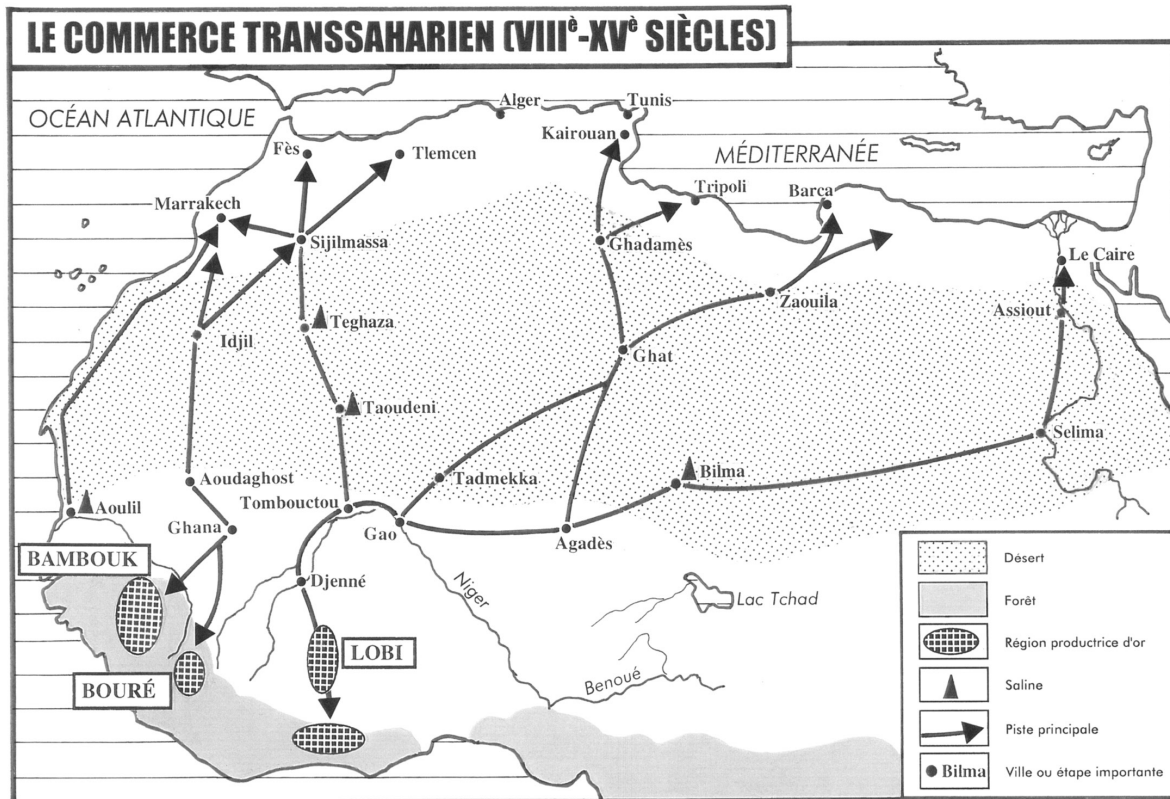 LE COMMERCE TRANSSAHARIEN (VIIIè-XVè SIÈCLES)
OCÉAN ATLANTIQUE
Alger
Tunis
Kairouan
Fès
Tlemcen
MÉDITERRANÉE
Tripoli
Barca
Marrakech
Sijilmassa
Ghadamès
Le Caire
Zaouila
Assiout
Teghaza
Idjil
Ghat
Taoudeni
Selima
Aoudaghost
Tadmekka
Bilma
Aoulil
Tombouctou
Ghana
Gao
Agadès
BAMBOUK
Djenné
Niger
Lac Tchad
LOBI
BOURÉ
Benoué
Désert
Forêt
Région productrice d'or
Saline
Piste principale
Bilma
Ville ou étape importante